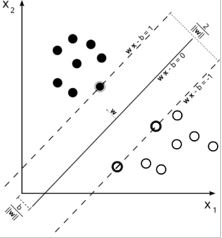 X₂
w x - b = 1
2
||w||
w x - b = 0
w x - b = -1
w
b
||w||
X₁